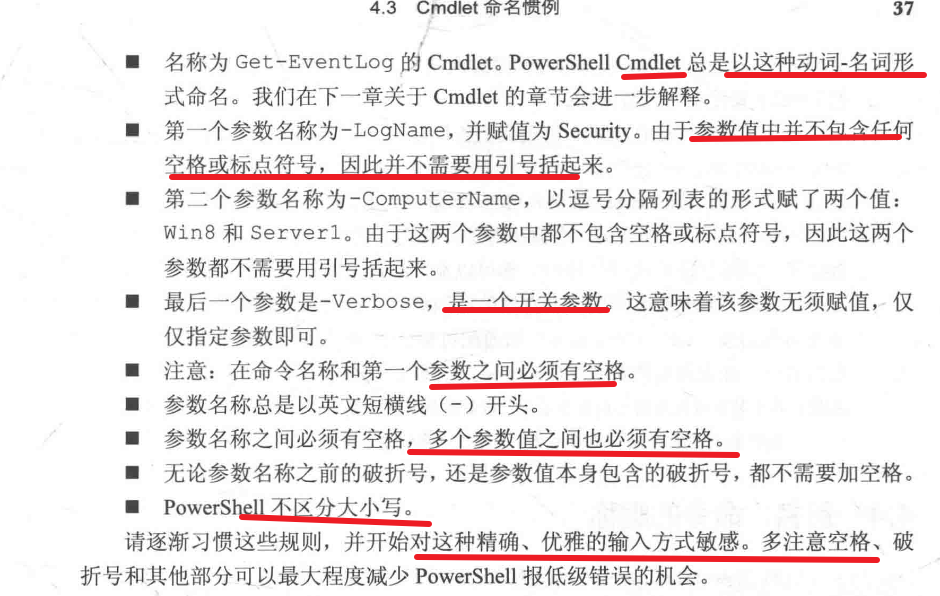 4.3 Cmdlet 命名惯例 37
■ 名称为 Get-EventLog 的 Cmdlet。PowerShell Cmdlet 总是以这种动词-名词形
式命名。我们在下一章关于 Cmdlet 的章节会进一步解释。
■ 第一个参数名称为-LogName，并赋值为 Security。由于参数值中并不包含任何
空格或标点符号，因此并不需要用引号括起来。
■ 第二个参数名称为-ComputerName，以逗号分隔列表的形式赋了两个值：
Win8 和 Server1。由于这两个参数中都不包含空格或标点符号，因此这两个
参数都不需要用引号括起来。
■ 最后一个参数是-Verbose，是一个开关参数。这意味着该参数无须赋值，仅
仅指定参数即可。
■ 注意：在命令名称和第一个参数之间必须有空格。
■ 参数名称总是以英文短横线（-）开头。
■ 参数名称之间必须有空格，多个参数值之间也必须有空格。
■ 无论参数名称之前的破折号，还是参数值本身包含的破折号，都不需要加空格。
■ PowerShell 不区分大小写。
请逐渐习惯这些规则，并开始对这种精确、优雅的输入方式敏感。多注意空格、破
折号和其他部分可以最大程度减少 PowerShell 报低级错误的机会。